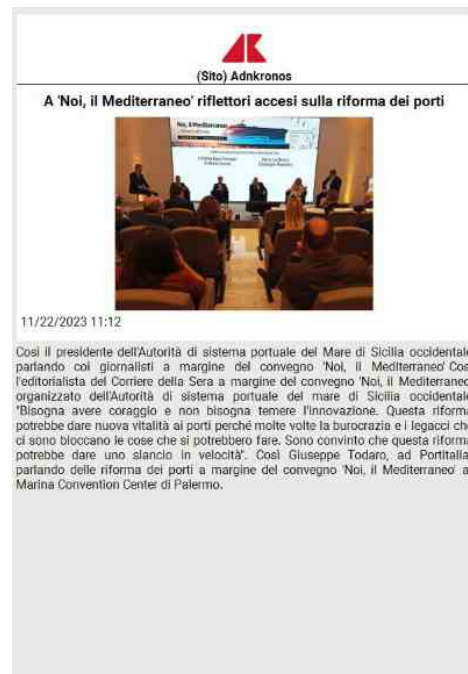 (Sito) Adnkronos
A 'Noi, il Mediterraneo' riflettori accesi sulla riforma dei porti
Noi, il Mediterraneo
11/22/2023 11:12
Così il presidente dell'Autorità di sistema portuale del Mare di Sicilia occidentale
parlando coi giornalisti a margine del convegno 'Noi, il Mediterraneo' Cos
l'editorialista del Corriere della Sera a margine del convegno 'Noi, il Mediterraneo
organizzato dell'Autorità di sistema portuale del mare di Sicilia occidentale
"Bisogna avere coraggio e non bisogna temere l'innovazione. Questa riforma
potrebbe dare nuova vitalità ai porti perché molte volte la burocrazia e i legacci che
ci sono bloccano le cose che si potrebbero fare. Sono convinto che questa riforma
potrebbe dare uno slancio in velocità". Così Giuseppe Todaro, ad Portitalia
parlando delle riforma dei porti a margine del convegno 'Noi, il Mediterraneo' a
Marina Convention Center di Palermo.